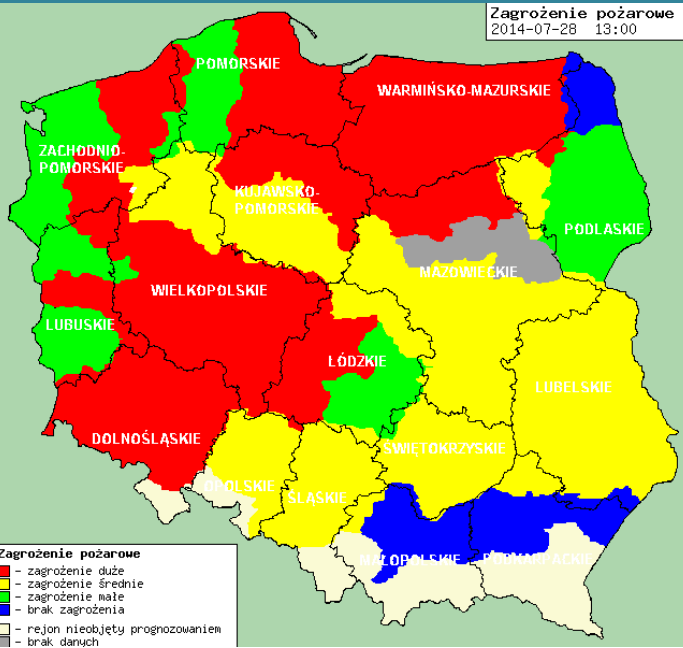 Zagrożenie pożarowe
2014-07-28 13:00
POMORSKIE
WARMIŃSKO-MAZURSKIE
ZACHODNIO-
POMORSKIE
KUJAWSKO-
POMORSKIE
PODLASKIE
MAZOWIECKIE
WIELKOPOLSKIE
LUBUSKIE
ŁÓDZKIE
LUBELSKIE
DOLNOŚLĄSKIE
ŚWIĘTOKRZYSKIE
OPOLSKIE
ŚLĄSKIE
MAŁOPOLSKIE
PODKARPACKIE
Zagrożenie pożarowe
- zagrożenie duże
- zagrożenie średnie
- zagrożenie małe
- brak zagrożenia
- rejon nieobjęty prognozowaniem
- brak danych